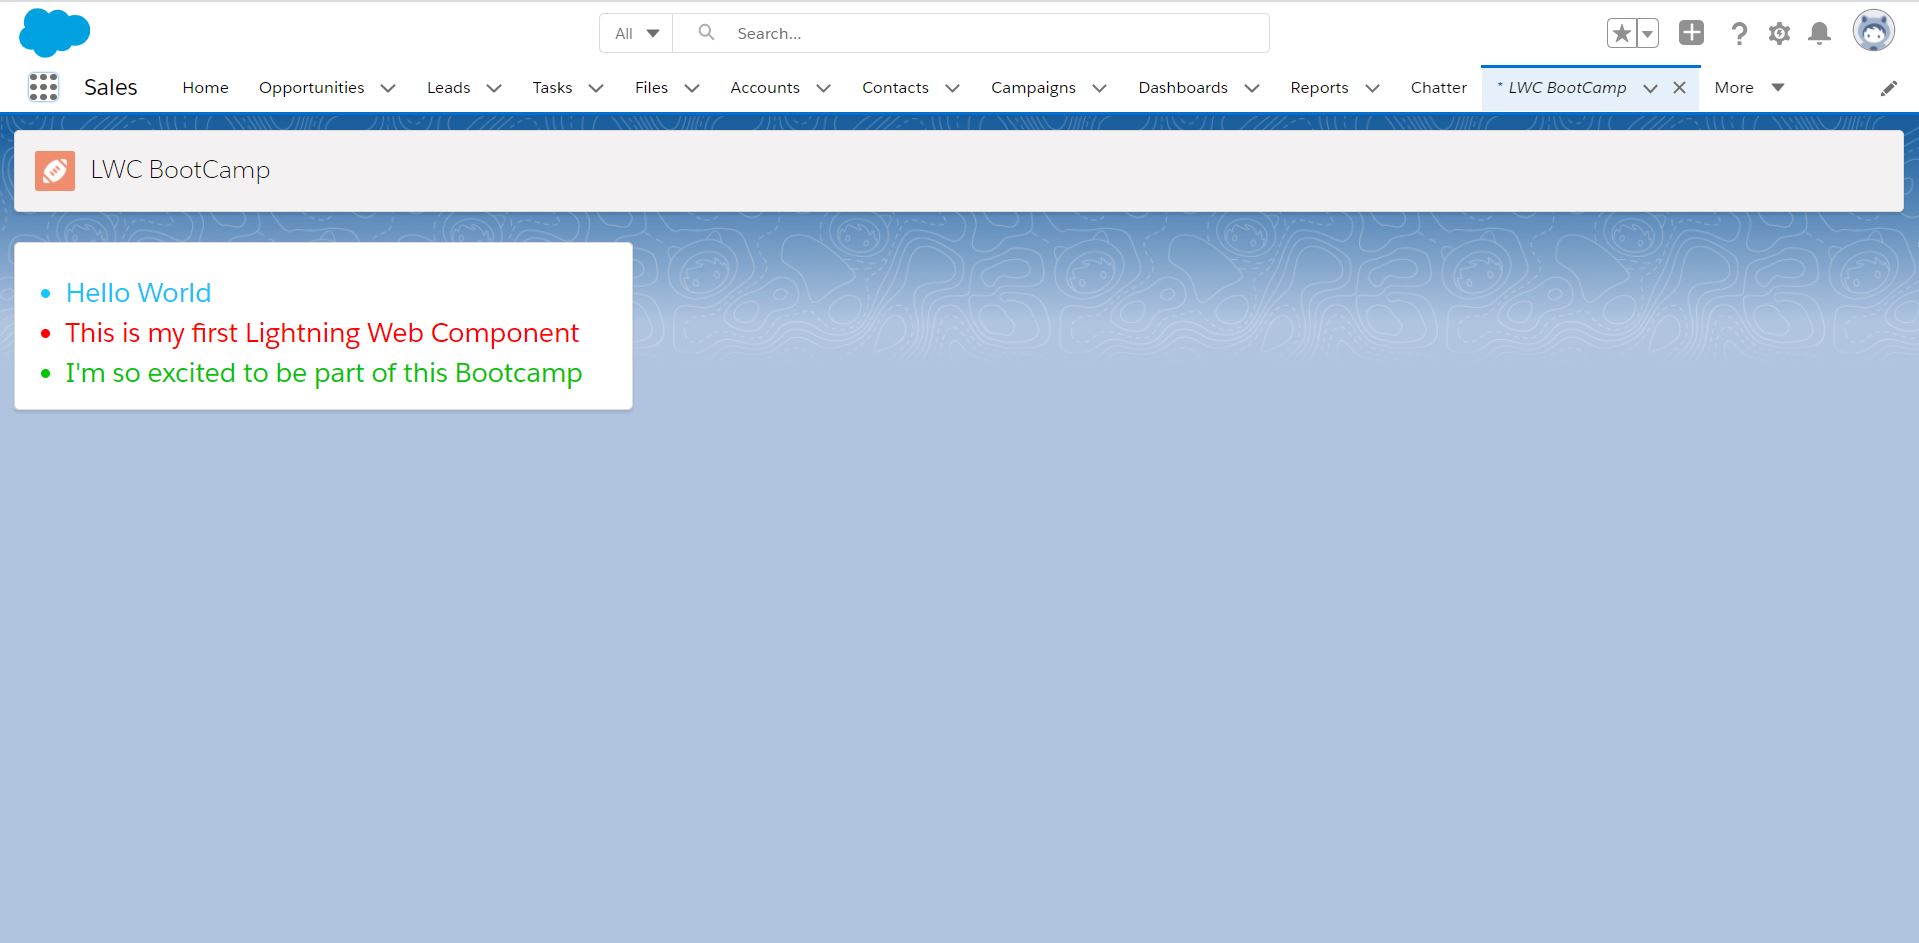 All Search...
Sales Home Opportunities Leads Tasks Files Accounts Contacts Campaigns Dashboards Reports Chatter * LWC BootCamp More
LWC BootCamp
• Hello World
• This is my first Lightning Web Component
• I'm so excited to be part of this Bootcamp